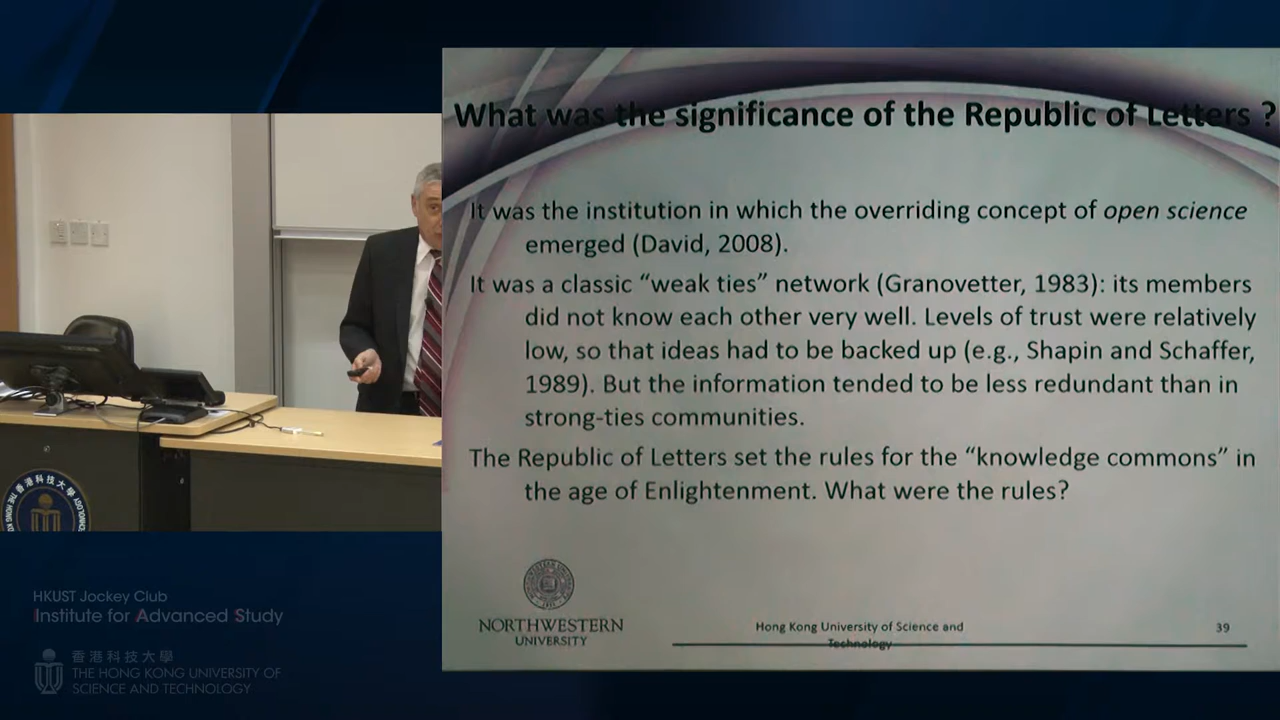 What was the significance of the Republic of Letters ?
It was the institution in which the overriding concept of open science
emerged (David, 2008).
It was a classic “weak ties” network (Granovetter, 1983): its members
did not know each other very well. Levels of trust were relatively
low, so that ideas had to be backed up (e.g., Shapin and Schaffer,
1989). But the information tended to be less redundant than in
strong-ties communities.
The Republic of Letters set the rules for the “knowledge commons” in
the age of Enlightenment. What were the rules?
NORTHWESTERN
UNIVERSITY
Hong Kong University of Science and
Technology
39
HKUST Jockey Club
Institute for Advanced Study
香港科技大學
THE HONG KONG UNIVERSITY OF
SCIENCE AND TECHNOLOGY
香港科技大學